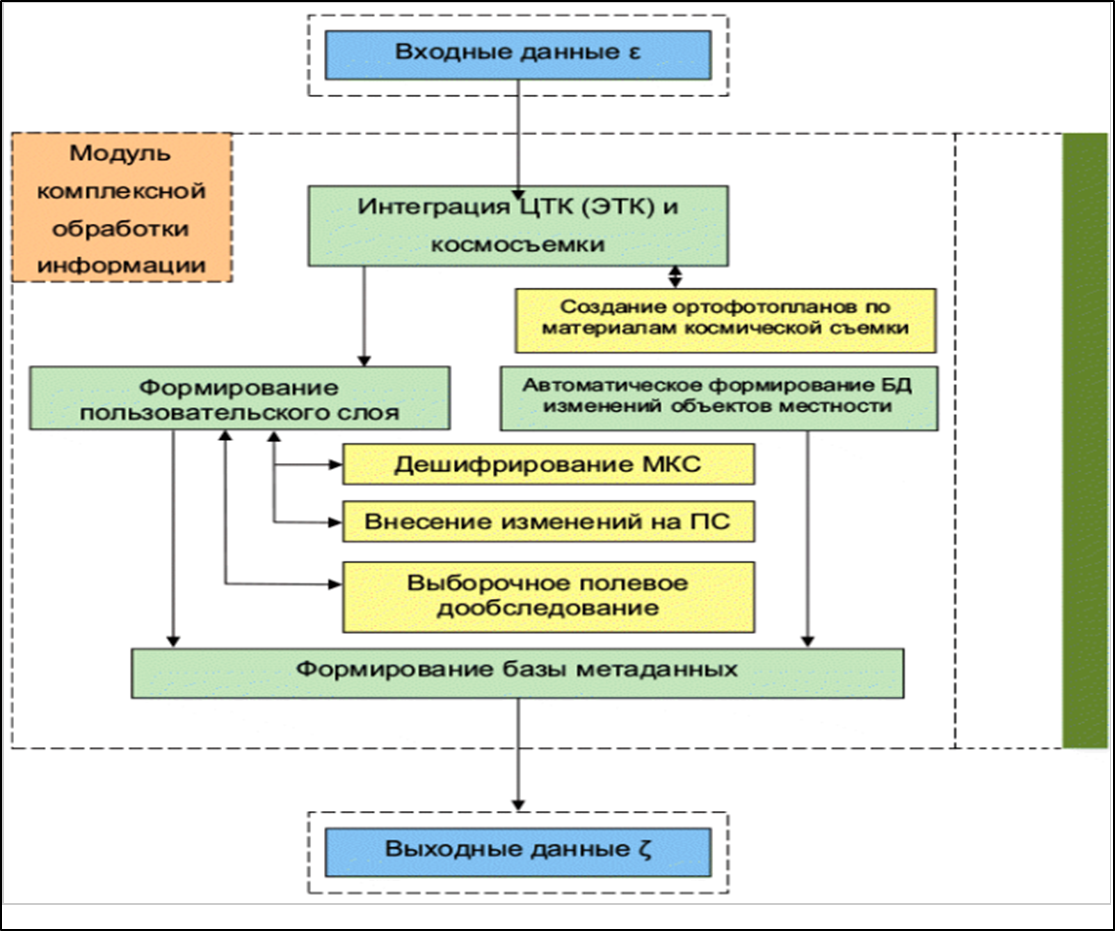 Входные данные ε
Модуль
комплексной
обработки
информации
Интеграция ЦТК (ЭТК) и
космосъемки
Создание ортофотопланов по
материалам космической съемки
Формирование
пользовательского слоя
Автоматическое формирование БД
изменений объектов местности
Дешифрирование МКС
Внесение изменений на ПС
Выборочное полевое
дообследование
Формирование базы метаданных
Выходные данные ζ